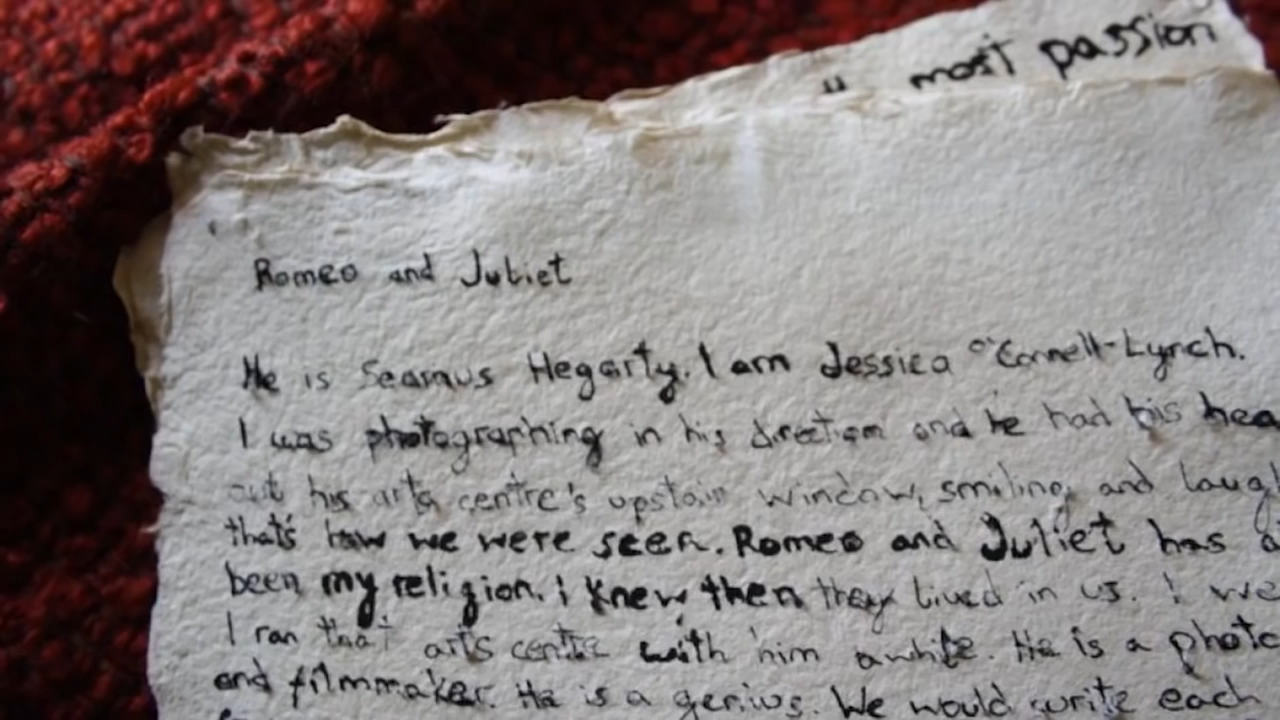 " most passion
Romeo and Juliet
He is Seamus Hegarty. I am Jessica O'Connell-Lynch.
I was photographing in his direction and he had his hea
out his arts centre's upstair window, smiling and laugh
that's how we were seen. Romeo and Juliet has a
been my religion. I knew then they lived in us. I we
I ran that arts centre with him awhile. He is a photo
and filmmaker. He is a genius. We would write each